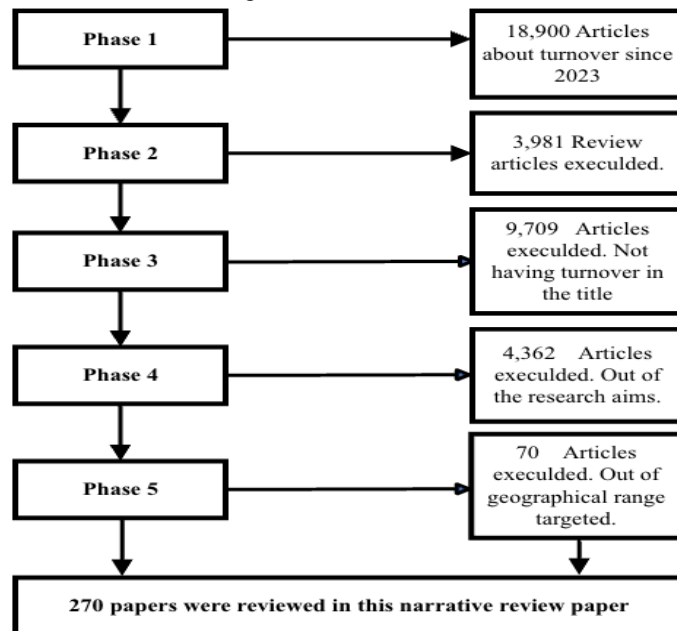 Phase 1
18,900 Articles
about turnover since
2023
Phase 2
3,981 Review
articles execulded.
Phase 3
9,709 Articles
execulded. Not
having turnover in
the title
Phase 4
4,362 Articles
execulded. Out of
the research aims.
Phase 5
70 Articles
execulded. Out of
geographical range
targeted.
270 papers were reviewed in this narrative review paper